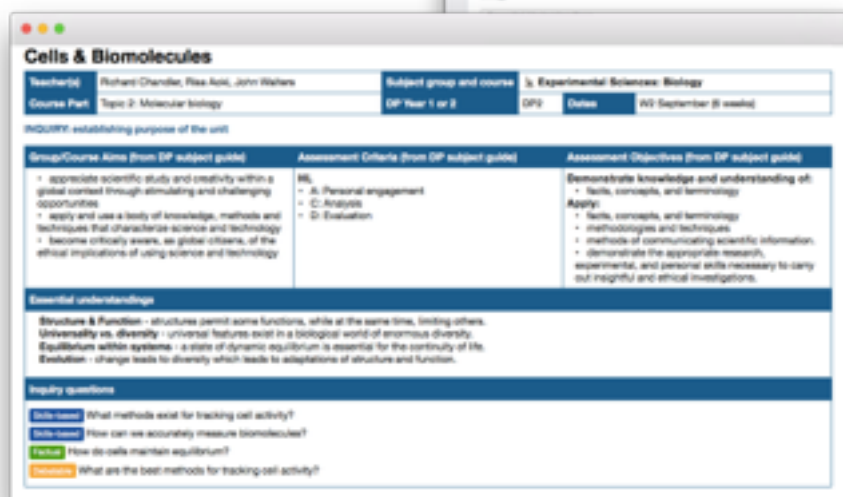 Cells & Biomolecules
Teacher(s) Richard Chandler, Risa Aoki, John Walters Subject group and course Experimental Sciences: Biology
Course Part Topic 2: Molecular biology DP Year 1 or 2 DP2 Dates W2 September (6 weeks)
INQUIRY: establishing purpose of the unit
Group/Course Aims (from DP subject guide) Assessment Criteria (from DP subject guide) Assessment Objectives (from DP subject guide)
• appreciate scientific study and creativity within a
global context through stimulating and challenging
opportunities
• apply and use a body of knowledge, methods and
techniques that characterize science and technology
• become critically aware, as global citizens, of the
ethical implications of using science and technology
HL
• A: Personal engagement
• C: Analysis
• D: Evaluation
Demonstrate knowledge and understanding of:
• facts, concepts, and terminology
Apply:
• facts, concepts, and terminology
• methodologies and techniques
• methods of communicating scientific information.
• demonstrate the appropriate research,
experimental, and personal skills necessary to carry
out insightful and ethical investigations.
Essential understandings
Structure & Function - structures permit some functions, while at the same time, limiting others.
Universality vs. diversity - universal features exist in a biological world of enormous diversity.
Equilibrium within systems - a state of dynamic equilibrium is essential for the continuity of life.
Evolution - change leads to diversity which leads to adaptations of structure and function.
Inquiry questions
Skills-based What methods exist for tracking cell activity?
Skills-based How can we accurately measure biomolecules?
Factual How do cells maintain equilibrium?
Debatable What are the best methods for tracking cell activity?